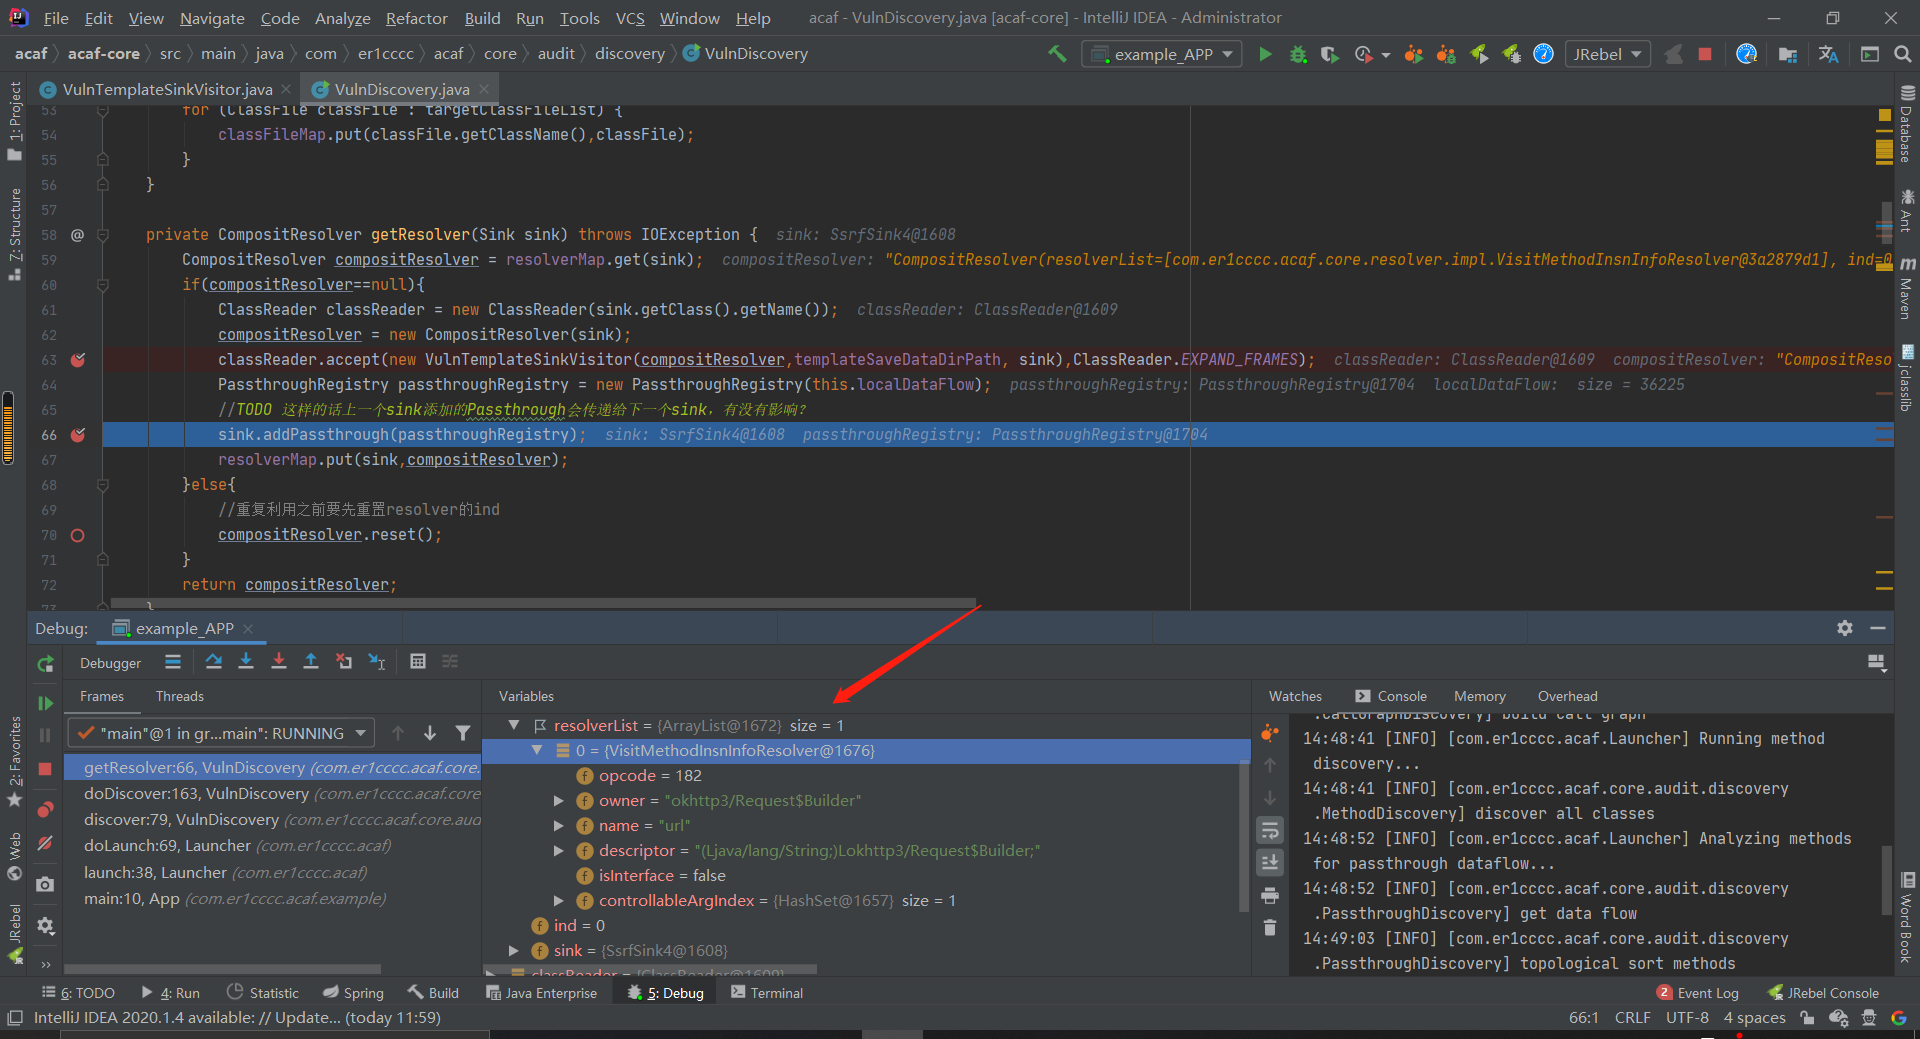 File Edit View Navigate Code Analyze Refactor Build Run Tools VCS Window Help acaf - VulnDiscovery.java [acaf-core] - IntelliJ IDEA - Administrator
acaf acaf-core src main java com er1cccc acaf core audit discovery VulnDiscovery example_APP JRebel
VulnTemplateSinkVisitor.java VulnDiscovery.java
53 for (ClassFile classFile : targetClassFileList) {
54 classFileMap.put(classFile.getClassName(),classFile);
55 }
56 }
57
58 @ private CompositResolver getResolver(Sink sink) throws IOException { sink: SsrfSink4@1608
59 CompositResolver compositResolver = resolverMap.get(sink); compositResolver: "CompositResolver(resolverList=[com.er1cccc.acaf.core.resolver.impl.VisitMethodInsnInfoResolver@3a2879d1], ind=0
60 if(compositResolver==null){
61 ClassReader classReader = new ClassReader(sink.getClass().getName()); classReader: ClassReader@1609
62 compositResolver = new CompositResolver(sink);
63 classReader.accept(new VulnTemplateSinkVisitor(compositResolver,templateSaveDataDirPath, sink),ClassReader.EXPAND_FRAMES); classReader: ClassReader@1609 compositResolver: "CompositReso
64 PassthroughRegistry passthroughRegistry = new PassthroughRegistry(this.localDataFlow); passthroughRegistry: PassthroughRegistry@1704 localDataFlow: size = 36225
65 //TODO 这样的话上一个sink添加的Passthrough会传递给下一个sink，有没有影响?
66 sink.addPassthrough(passthroughRegistry); sink: SsrfSink4@1608 passthroughRegistry: PassthroughRegistry@1704
67 resolverMap.put(sink,compositResolver);
68 }else{
69 //重复利用之前要先重置resolver的ind
70 compositResolver.reset();
71 }
72 return compositResolver;
73 }
1: Project
7: Structure
2: Favorites
Web
JRebel
Database
Ant
Maven
jclasslib
Word Book
Debug: example_APP
Debugger
Frames Threads
"main"@1 in gr...main": RUNNING
getResolver:66, VulnDiscovery (com.er1cccc.acaf.core.
doDiscover:163, VulnDiscovery (com.er1cccc.acaf.core
discover:79, VulnDiscovery (com.er1cccc.acaf.core.aud
doLaunch:69, Launcher (com.er1cccc.acaf)
launch:38, Launcher (com.er1cccc.acaf)
main:10, App (com.er1cccc.acaf.example)
Variables
resolverList = {ArrayList@1672} size = 1
0 = {VisitMethodInsnInfoResolver@1676}
opcode = 182
owner = "okhttp3/Request$Builder"
name = "url"
descriptor = "(Ljava/lang/String;)Lokhttp3/Request$Builder;"
isInterface = false
controllableArgIndex = {HashSet@1657} size = 1
ind = 0
sink = {SsrfSink4@1608}
classReader = {ClassReader@1609}
Watches Console Memory Overhead
.CallGraphDiscovery] build call graph
14:48:41 [INFO] [com.er1cccc.acaf.Launcher] Running method
discovery...
14:48:41 [INFO] [com.er1cccc.acaf.core.audit.discovery
.MethodDiscovery] discover all classes
14:48:52 [INFO] [com.er1cccc.acaf.Launcher] Analyzing methods
for passthrough dataflow...
14:48:52 [INFO] [com.er1cccc.acaf.core.audit.discovery
.PassthroughDiscovery] get data flow
14:49:03 [INFO] [com.er1cccc.acaf.core.audit.discovery
.PassthroughDiscovery] topological sort methods
6: TODO 4: Run Statistic Spring Build Java Enterprise 5: Debug Terminal 2 Event Log JRebel Console
IntelliJ IDEA 2020.1.4 available: // Update... (today 11:59) 66:1 CRLF UTF-8 4 spaces